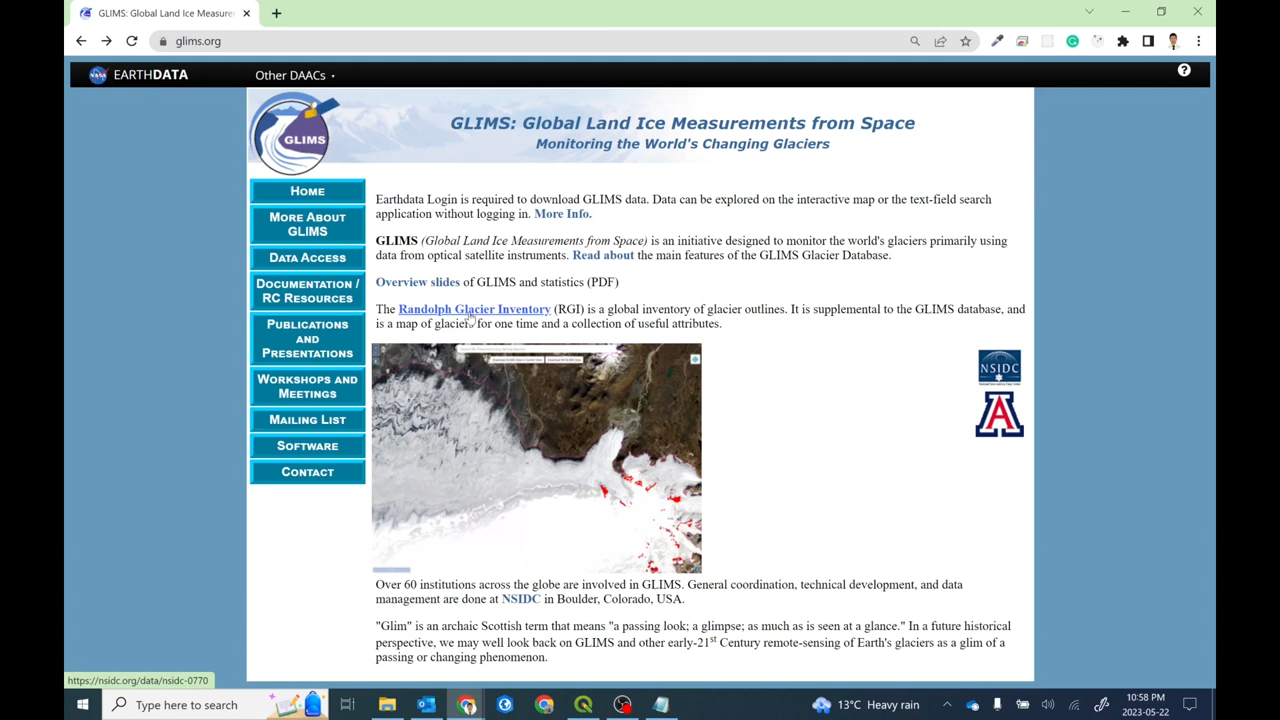 GLIMS: Global Land Ice Measurer
glims.org
EARTHDATA
Other DAACs
GLIMS
GLIMS: Global Land Ice Measurements from Space
Monitoring the World's Changing Glaciers
Home
More About
GLIMS
Data Access
Documentation /
RC Resources
Publications
and
Presentations
Workshops and
Meetings
Mailing List
Software
Contact
Earthdata Login is required to download GLIMS data. Data can be explored on the interactive map or the text-field search
application without logging in. More Info.
GLIMS (Global Land Ice Measurements from Space) is an initiative designed to monitor the world's glaciers primarily using
data from optical satellite instruments. Read about the main features of the GLIMS Glacier Database.
Overview slides of GLIMS and statistics (PDF)
The Randolph Glacier Inventory (RGI) is a global inventory of glacier outlines. It is supplemental to the GLIMS database, and
is a map of glaciers for one time and a collection of useful attributes.
NSIDC
A
Over 60 institutions across the globe are involved in GLIMS. General coordination, technical development, and data
management are done at NSIDC in Boulder, Colorado, USA.
"Glim" is an archaic Scottish term that means "a passing look; a glimpse; as much as is seen at a glance." In a future historical
perspective, we may well look back on GLIMS and other early-21st Century remote-sensing of Earth's glaciers as a glim of a
passing or changing phenomenon.
https://nsidc.org/data/nsidc-0770
Type here to search
13°C Heavy rain
10:58 PM
2023-05-22